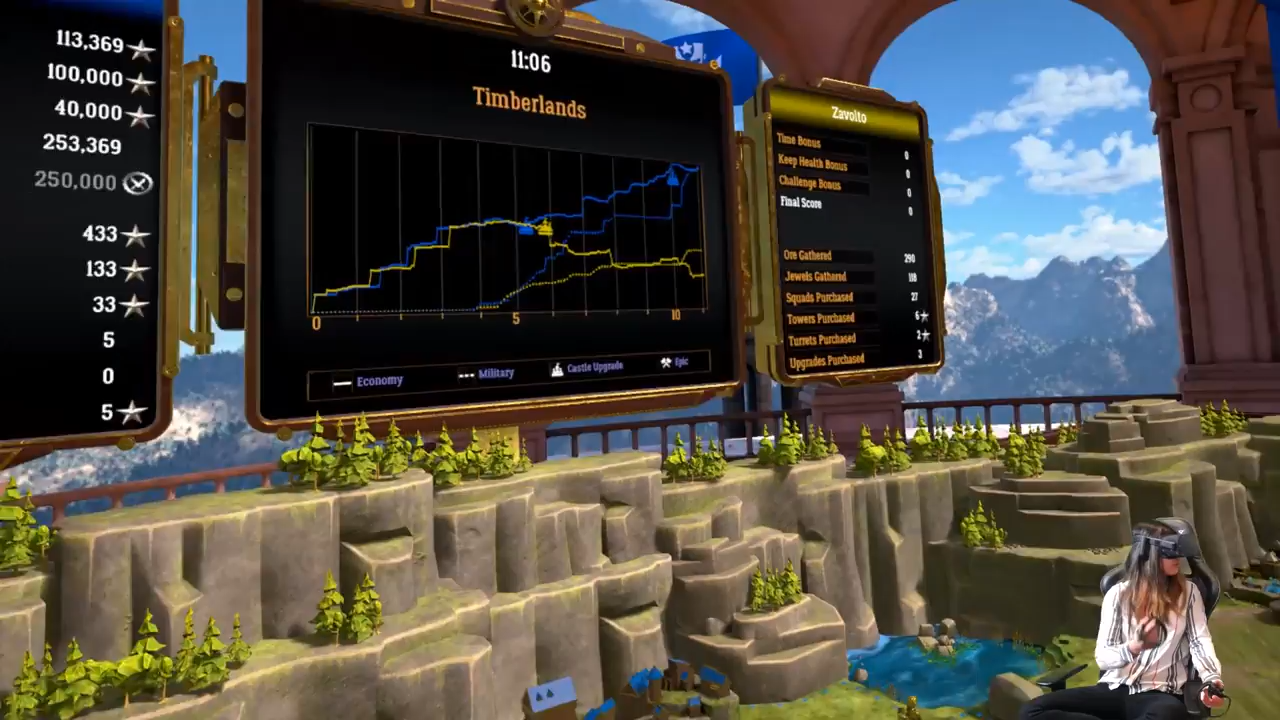 113,369
100,000
40,000
253,369
250,000
433
133
33
5
0
5
11:06
Timberlands
0 5 10
Economy Military Castle Upgrade Epic
Zavolto
Time Bonus 0
Keep Health Bonus 0
Challenge Bonus 0
Final Score 0
Ore Gathered 290
Jewels Gathered 118
Squads Purchased 27
Towers Purchased 6
Turrets Purchased 2
Upgrades Purchased 3